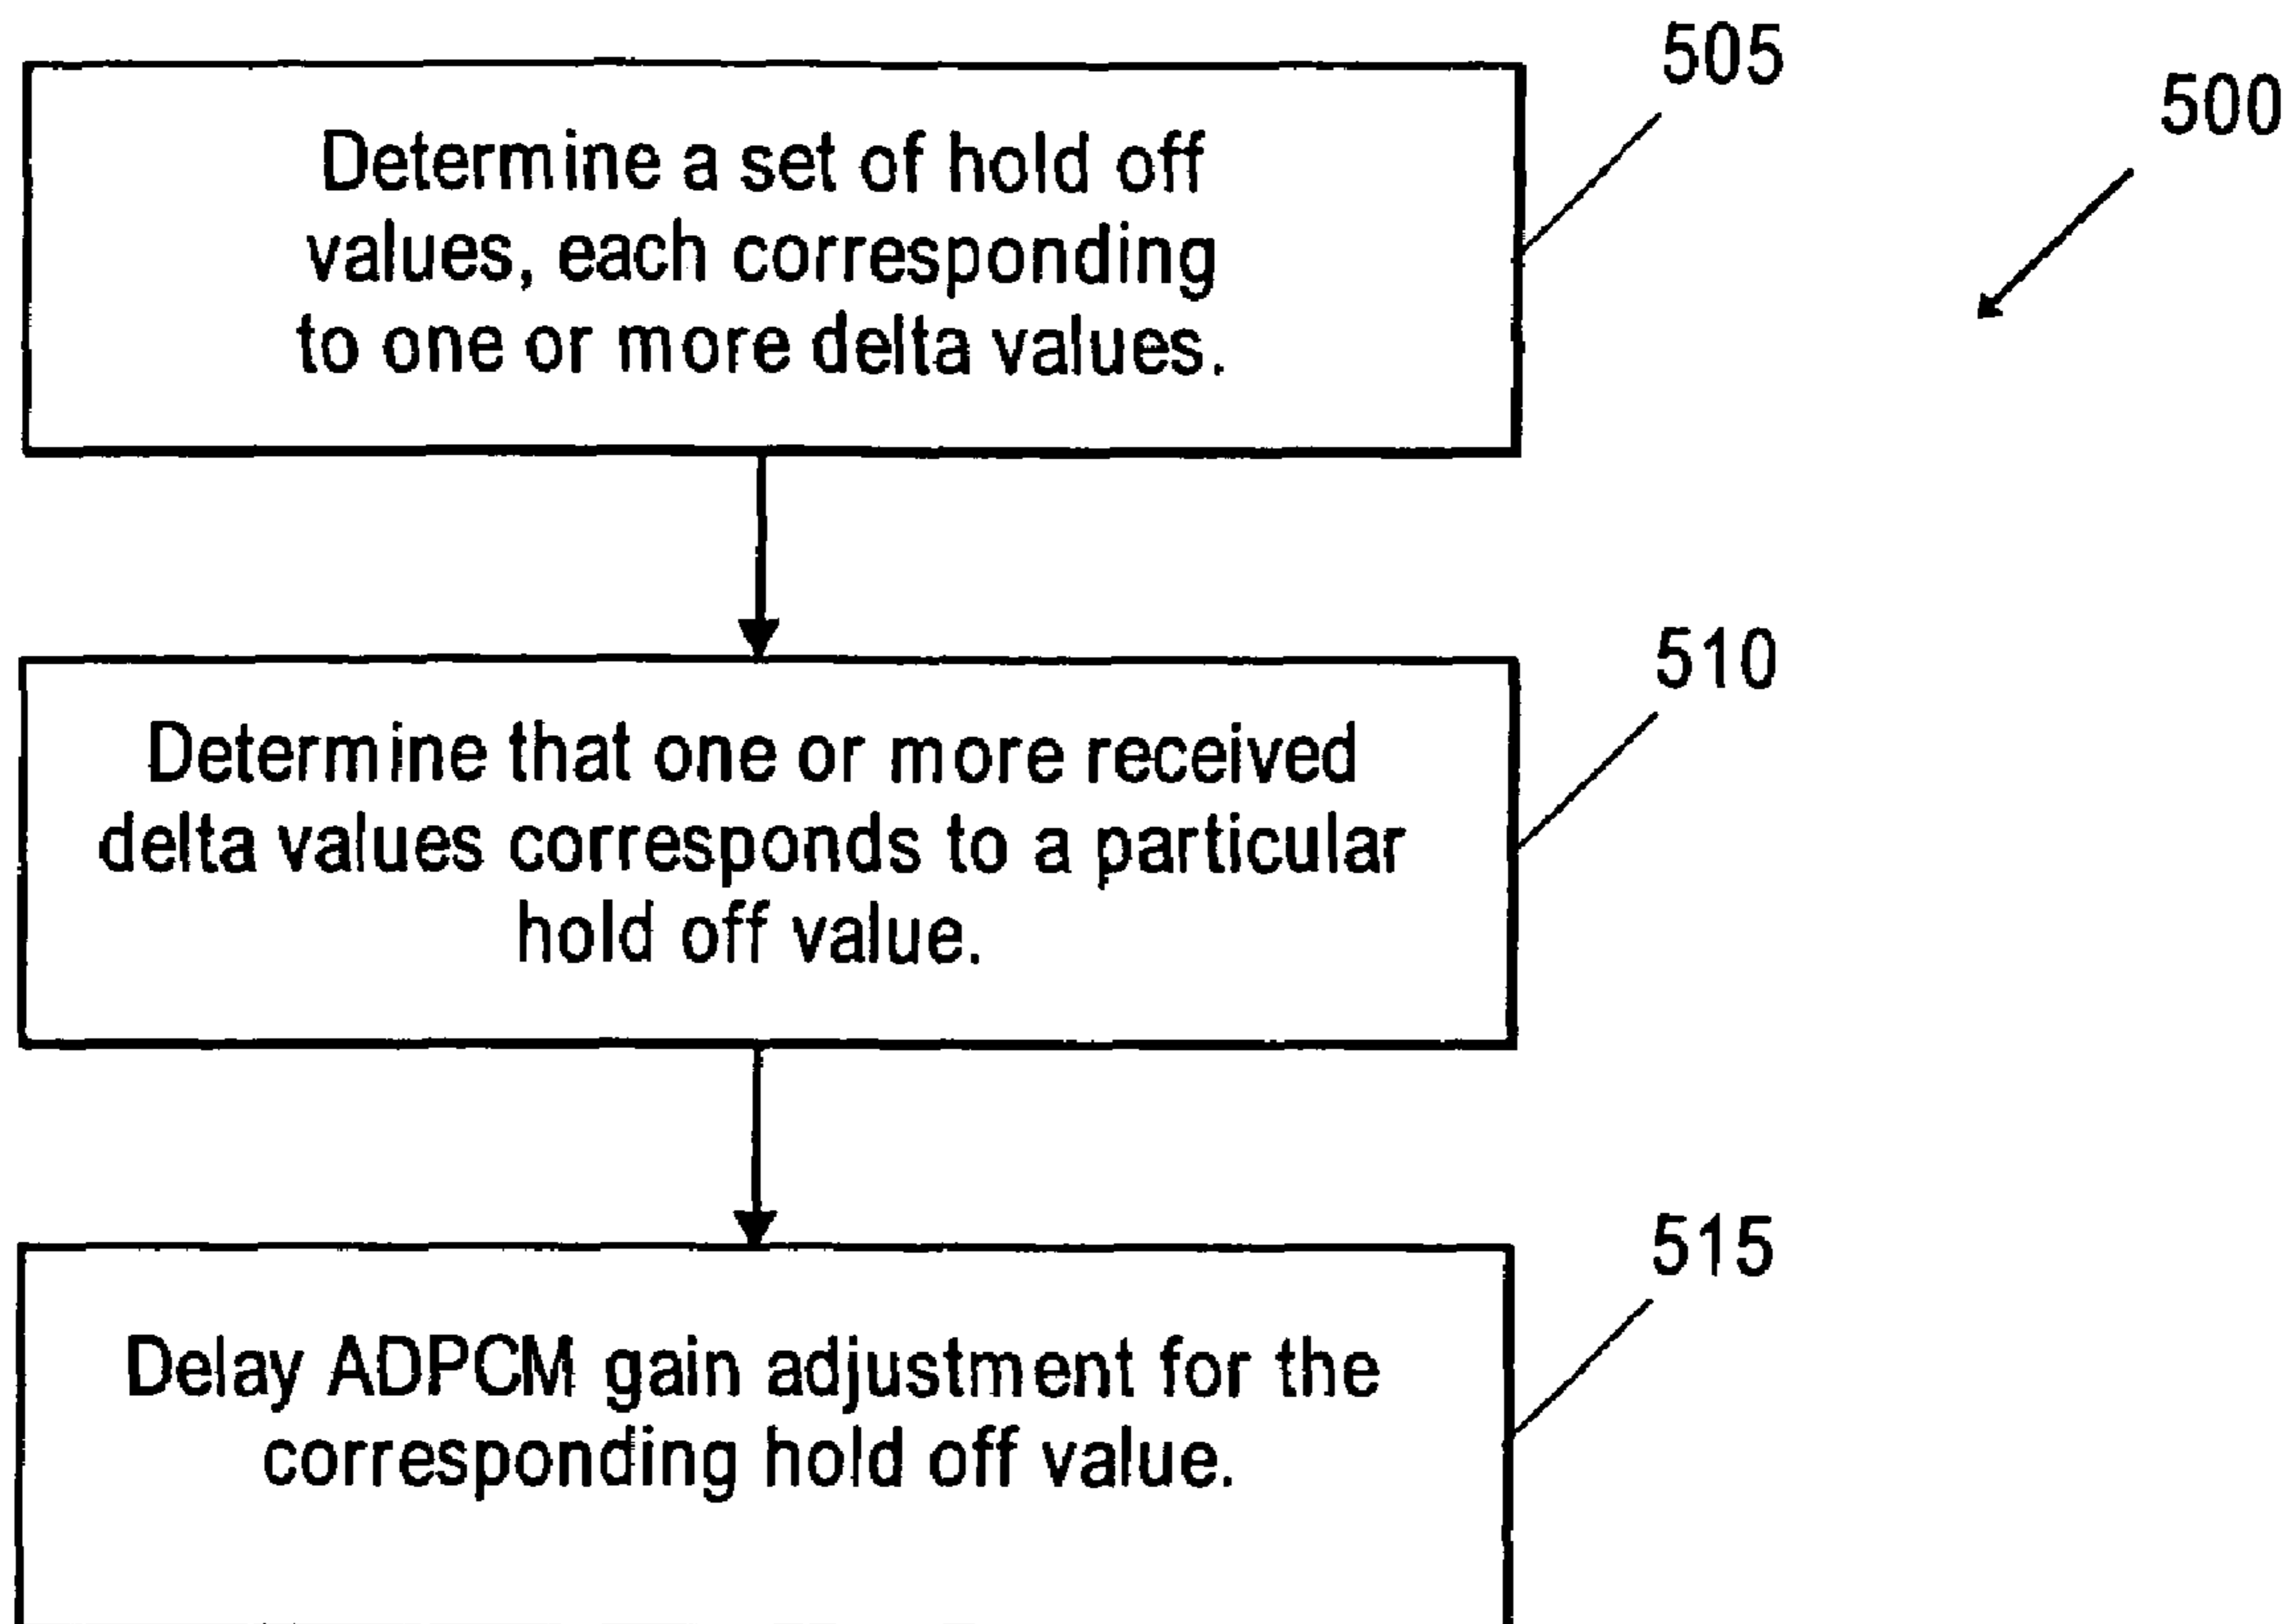 505
500
Determine a set of hold off
values, each corresponding
to one or more delta values.
510
Determine that one or more received
delta values corresponds to a particular
hold off value.
515
Delay ADPCM gain adjustment for the
corresponding hold off value.